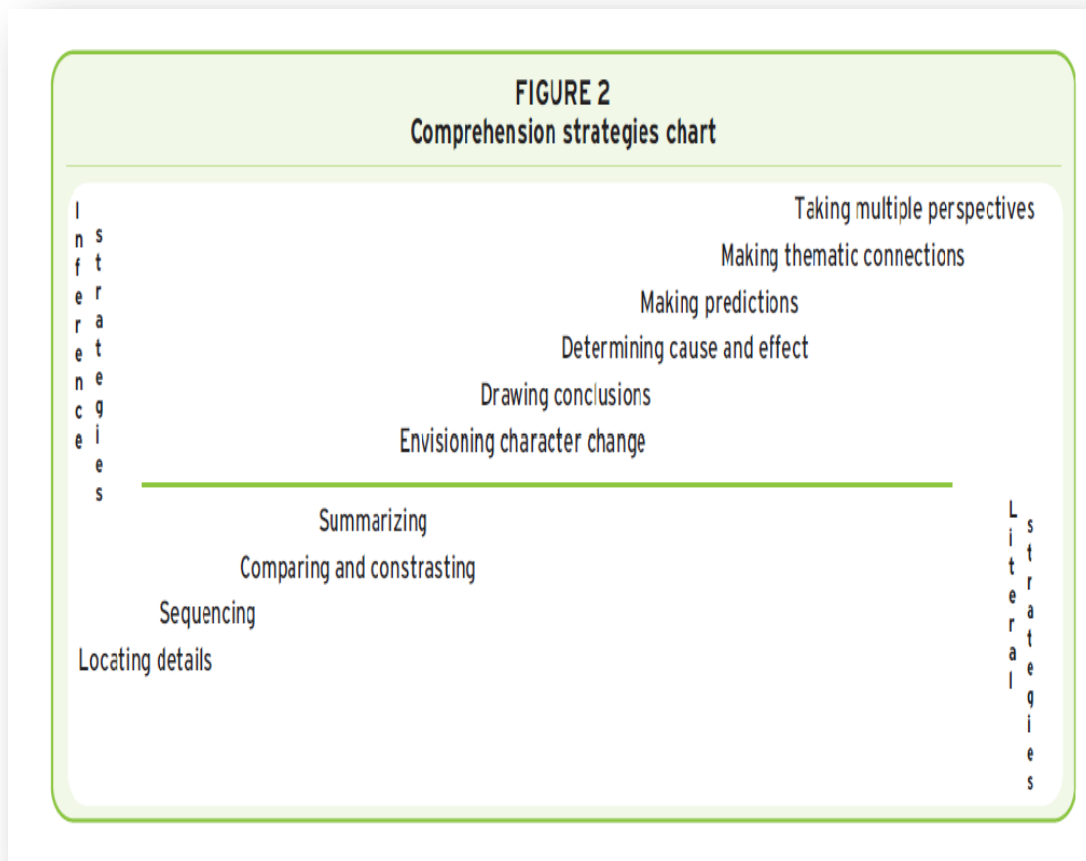 FIGURE 2
Comprehension strategies chart
Inference
strategies
Taking multiple perspectives
Making thematic connections
Making predictions
Determining cause and effect
Drawing conclusions
Envisioning character change
Summarizing
Comparing and constrasting
Sequencing
Locating details
Literal
strategies